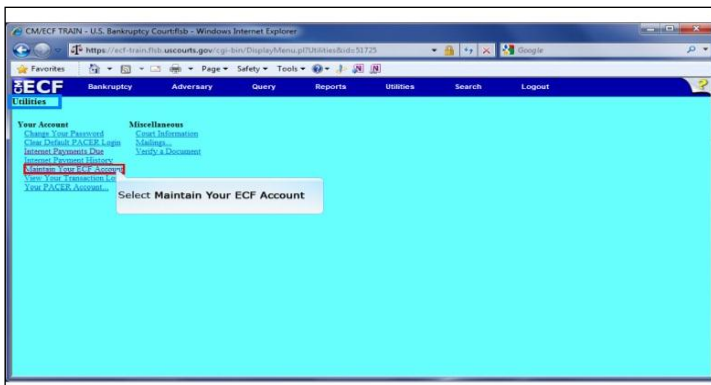 CM/ECF TRAIN - U.S. Bankruptcy Court:flsb - Windows Internet Explorer
https://ecf-train.flsb.uscourts.gov/cgi-bin/DisplayMenu.pl?Utilities&id=51725
Google
Favorites Page Safety Tools
ECF Bankruptcy Adversary Query Reports Utilities Search Logout ?
Utilities
Your Account Miscellaneous
Change Your Password Court Information
Clear Default PACER Login Mailings...
Internet Payments Due Verify a Document
Internet Payment History
Maintain Your ECF Account
View Your Transaction Lo
Your PACER Account...
Select Maintain Your ECF Account